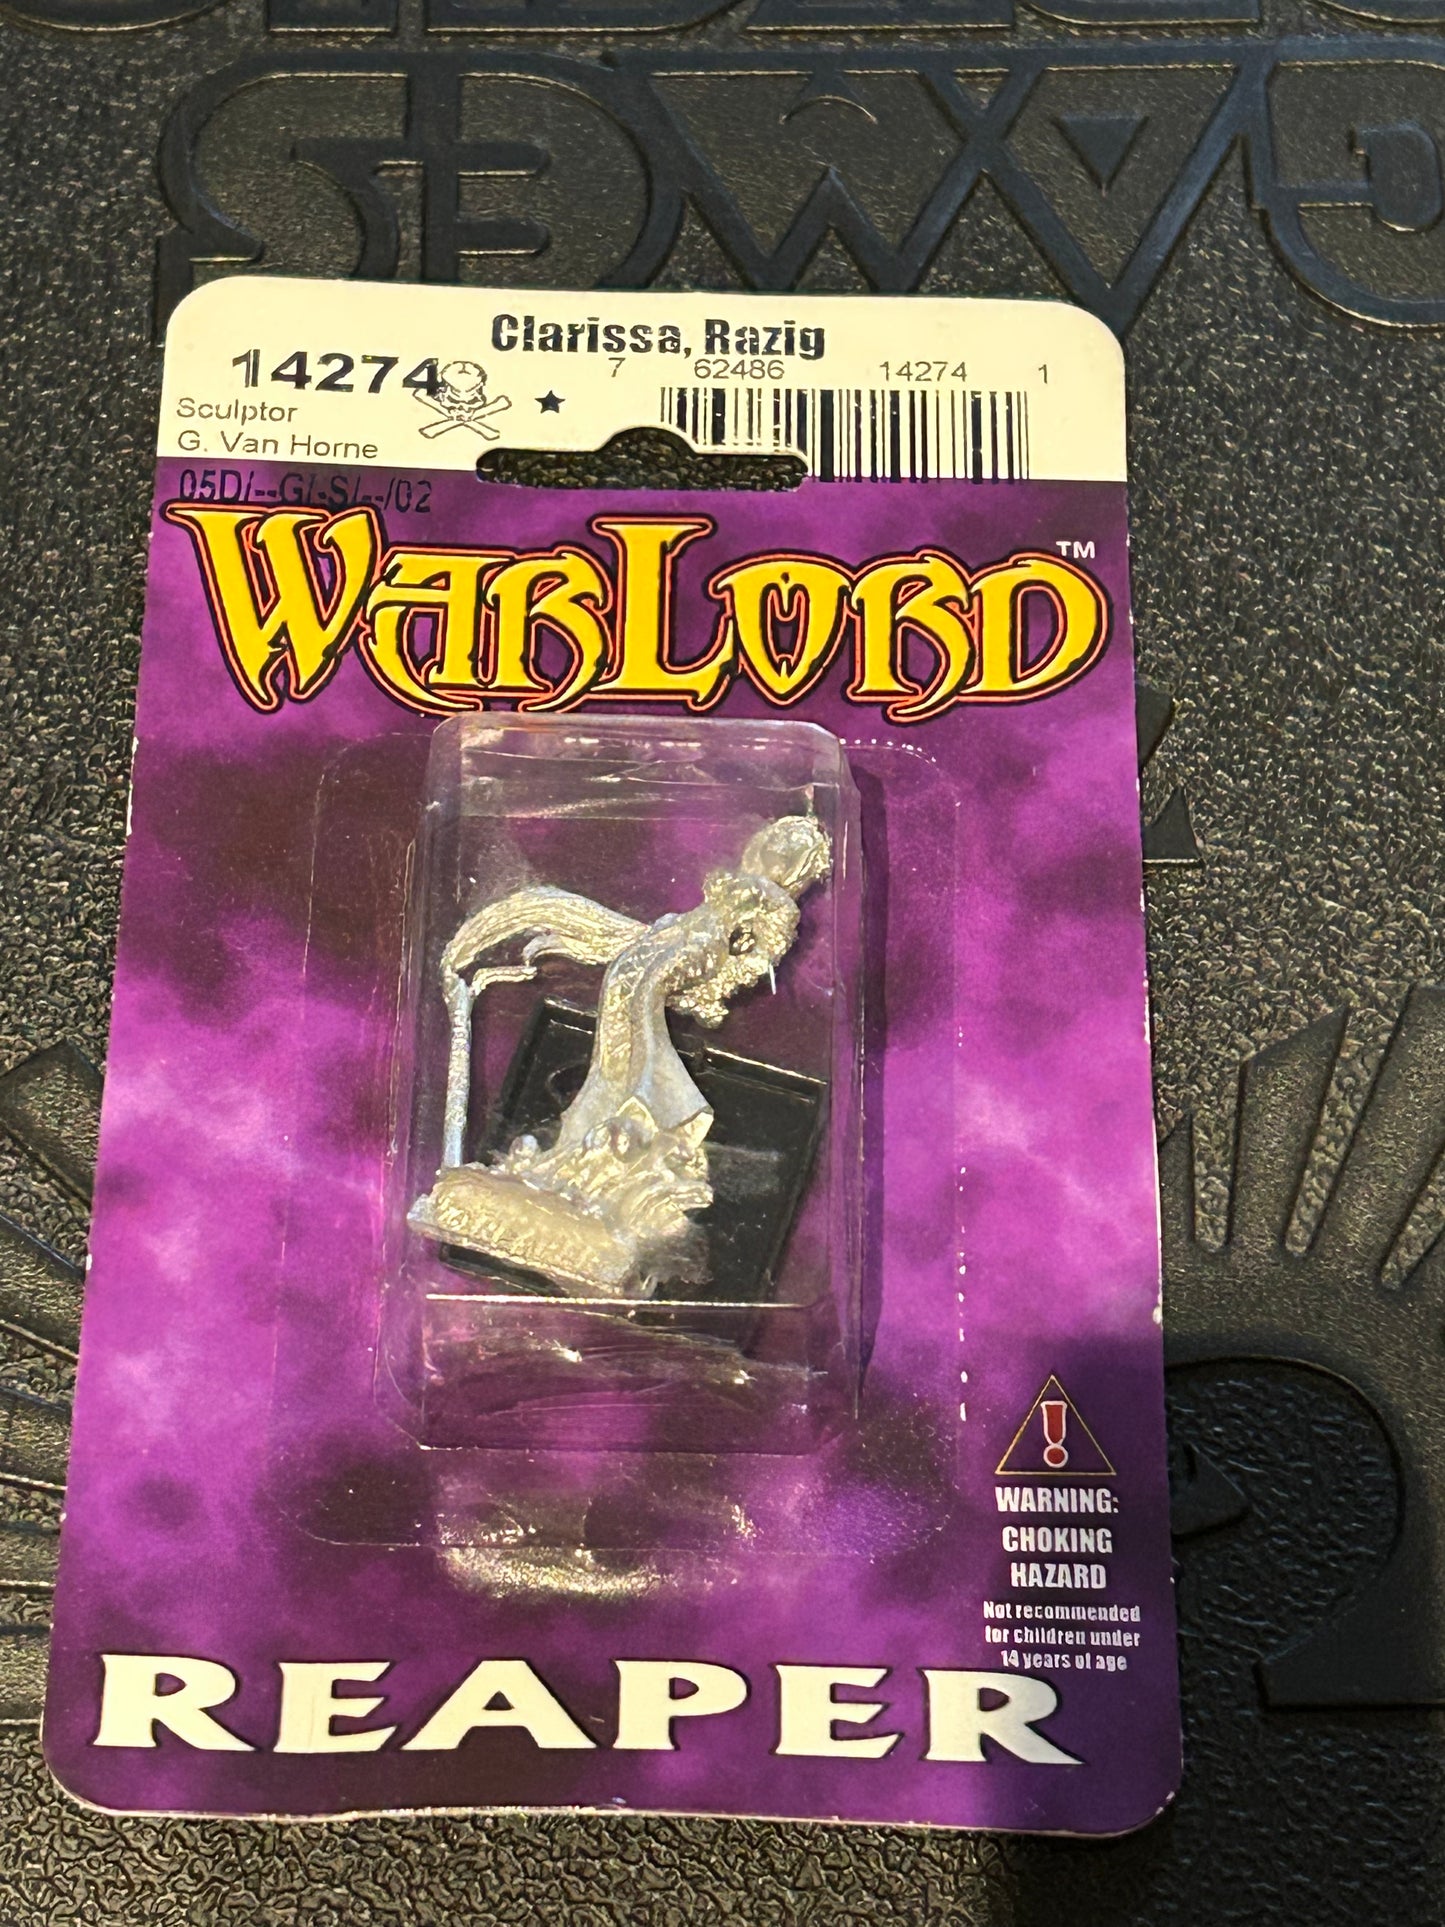 GAMES
Clarissa, Razig
14274
7 62486 14274 1
Sculptor
G. Van Horne
05D/--G/-S/--/02
WARLORD™
WARNING:
CHOKING
HAZARD
Not recommended
for children under
14 years of age
REAPER